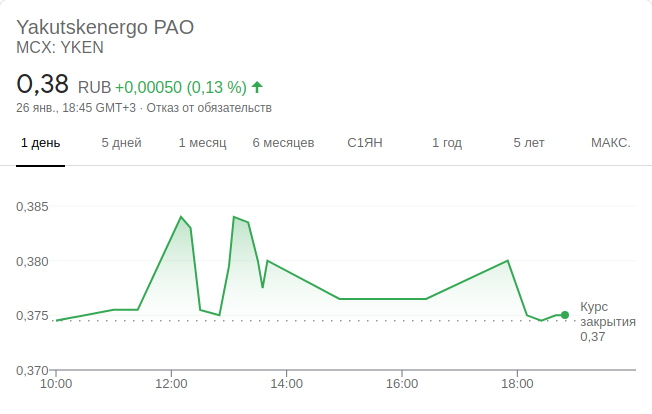 Yakutskenergo PAO
MCX: YKEN
0,38 RUB +0,00050 (0,13 %)
26 янв., 18:45 GMT+3 · Отказ от обязательств
1 день 5 дней 1 месяц 6 месяцев С1ЯН 1 год 5 лет МАКС.
0,385
0,380
0,375
Курс
закрытия
0,37
0,370
10:00 12:00 14:00 16:00 18:00